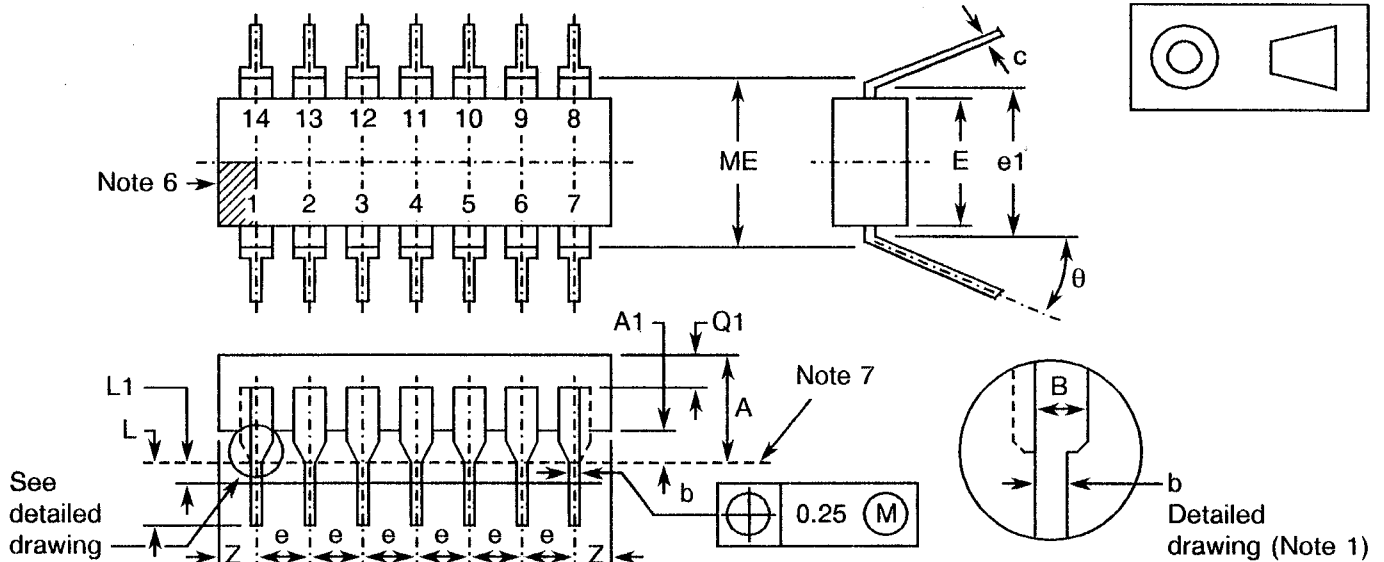 14 13 12 11 10 9 8
1 2 3 4 5 6 7
Note 6
ME
E
e1
c
θ
A1
Q1
L1
L
A
Note 7
b
0.25 M
See
detailed
drawing
Z e e e e e e Z
B
b
Detailed
drawing (Note 1)